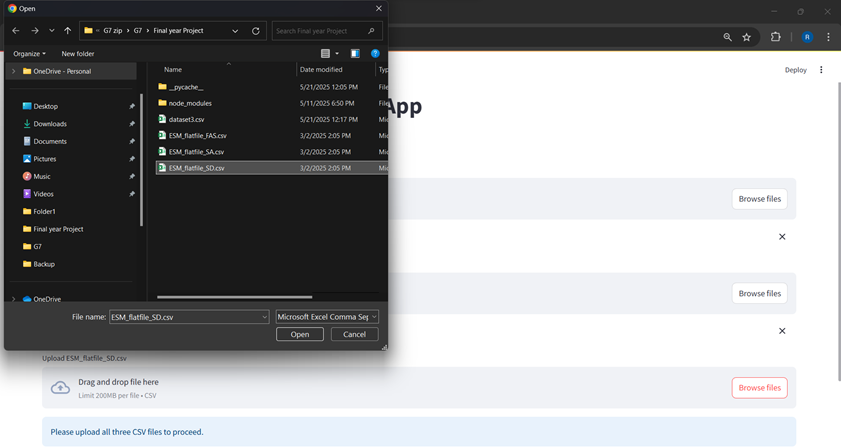 Open
G7 zip
G7
Final year Project
Search Final year Project
Organize
New folder
Name
Date modified
Typ
OneDrive - Personal
Desktop
Downloads
Documents
Pictures
Music
Videos
Folder1
Final year Project
G7
Backup
OneDrive
__pycache__ 5/21/2025 12:05 PM File
node_modules 5/11/2025 6:50 PM File
dataset3.csv 5/21/2025 12:17 PM Mic
ESM_flatfile_FAS.csv 3/2/2025 2:05 PM Mic
ESM_flatfile_SA.csv 3/2/2025 2:05 PM Mic
ESM_flatfile_SD.csv 3/2/2025 2:05 PM Mic
File name: ESM_flatfile_SD.csv
Microsoft Excel Comma Sep
Open
Cancel
R
Deploy
App
Browse files
Browse files
Upload ESM_flatfile_SD.csv
Drag and drop file here
Limit 200MB per file • CSV
Browse files
Please upload all three CSV files to proceed.